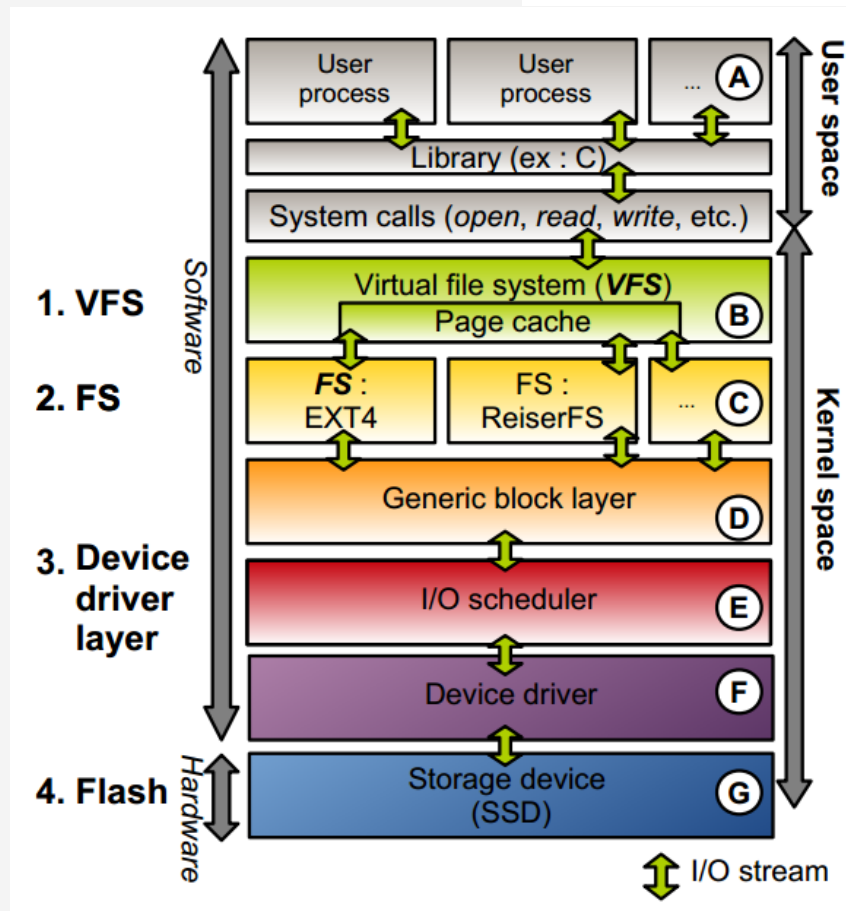 User
process
User
process
...
A
Library (ex : C)
System calls (open, read, write, etc.)
User space
Software
1. VFS
Virtual file system (VFS)
Page cache
B
2. FS
FS :
EXT4
FS :
ReiserFS
...
C
Kernel space
Generic block layer
D
3. Device
driver
layer
I/O scheduler
E
Device driver
F
Hardware
4. Flash
Storage device
(SSD)
G
I/O stream